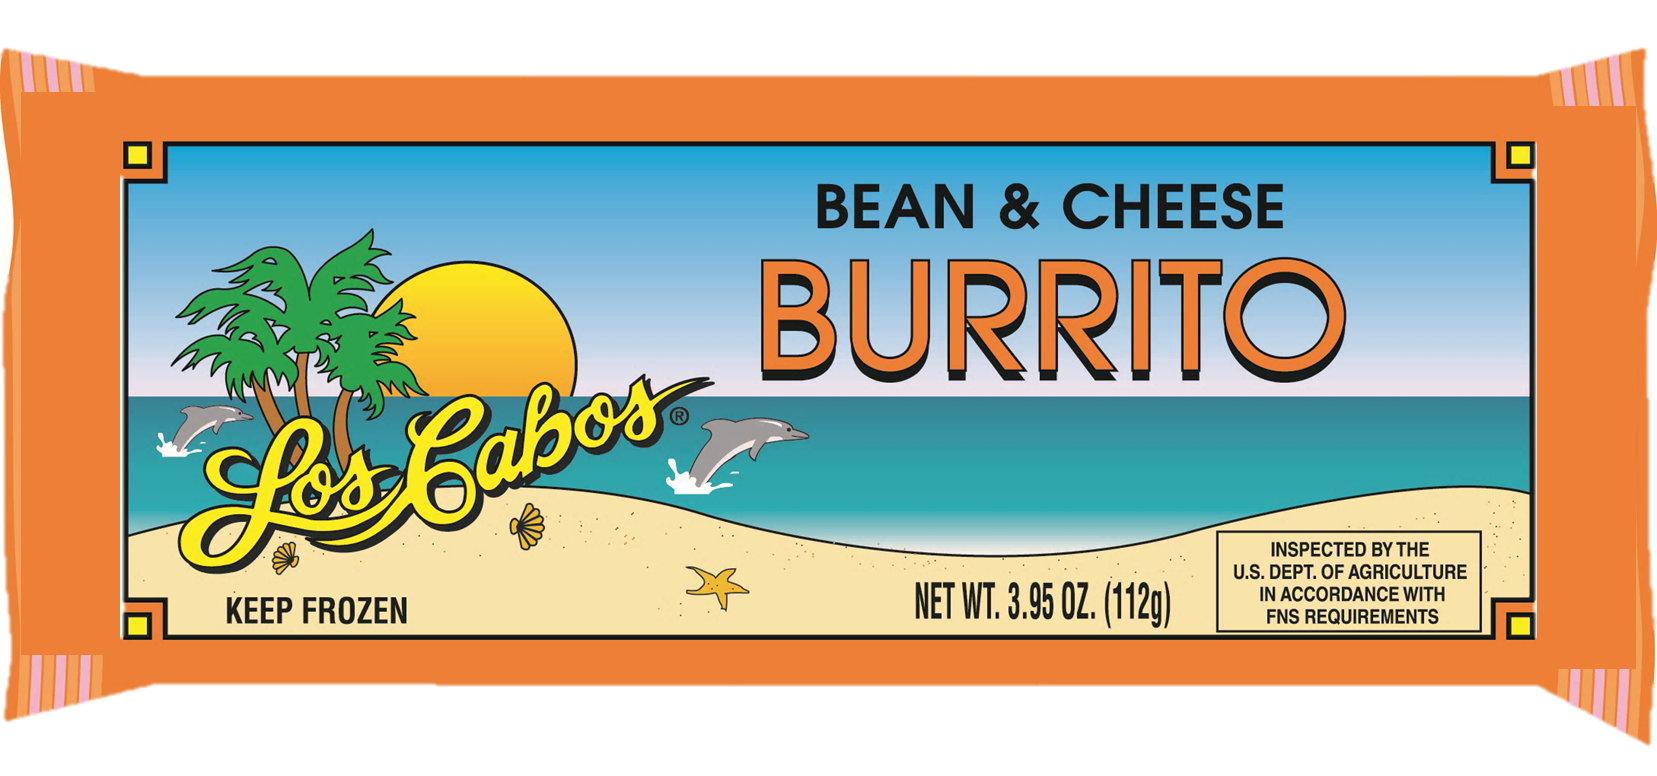 BEAN & CHEESE
BURRITO
Los Cabos®
KEEP FROZEN
NET WT. 3.95 OZ. (112g)
INSPECTED BY THE
U.S. DEPT. OF AGRICULTURE
IN ACCORDANCE WITH
FNS REQUIREMENTS